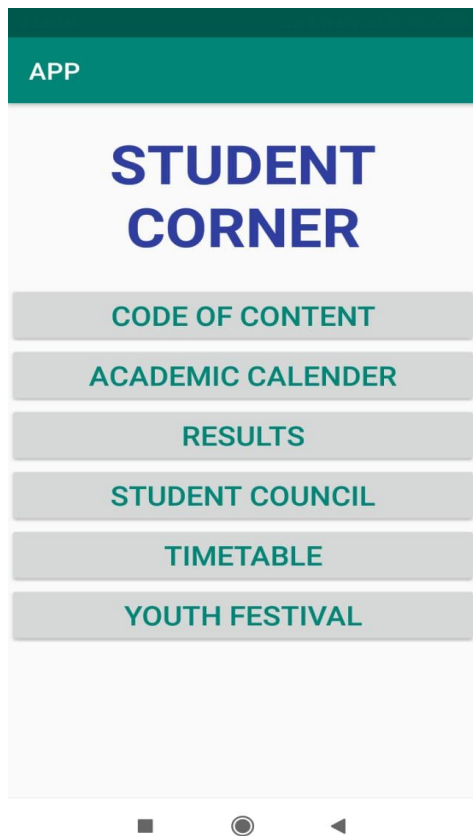 APP
STUDENT
CORNER
CODE OF CONTENT
ACADEMIC CALENDER
RESULTS
STUDENT COUNCIL
TIMETABLE
YOUTH FESTIVAL